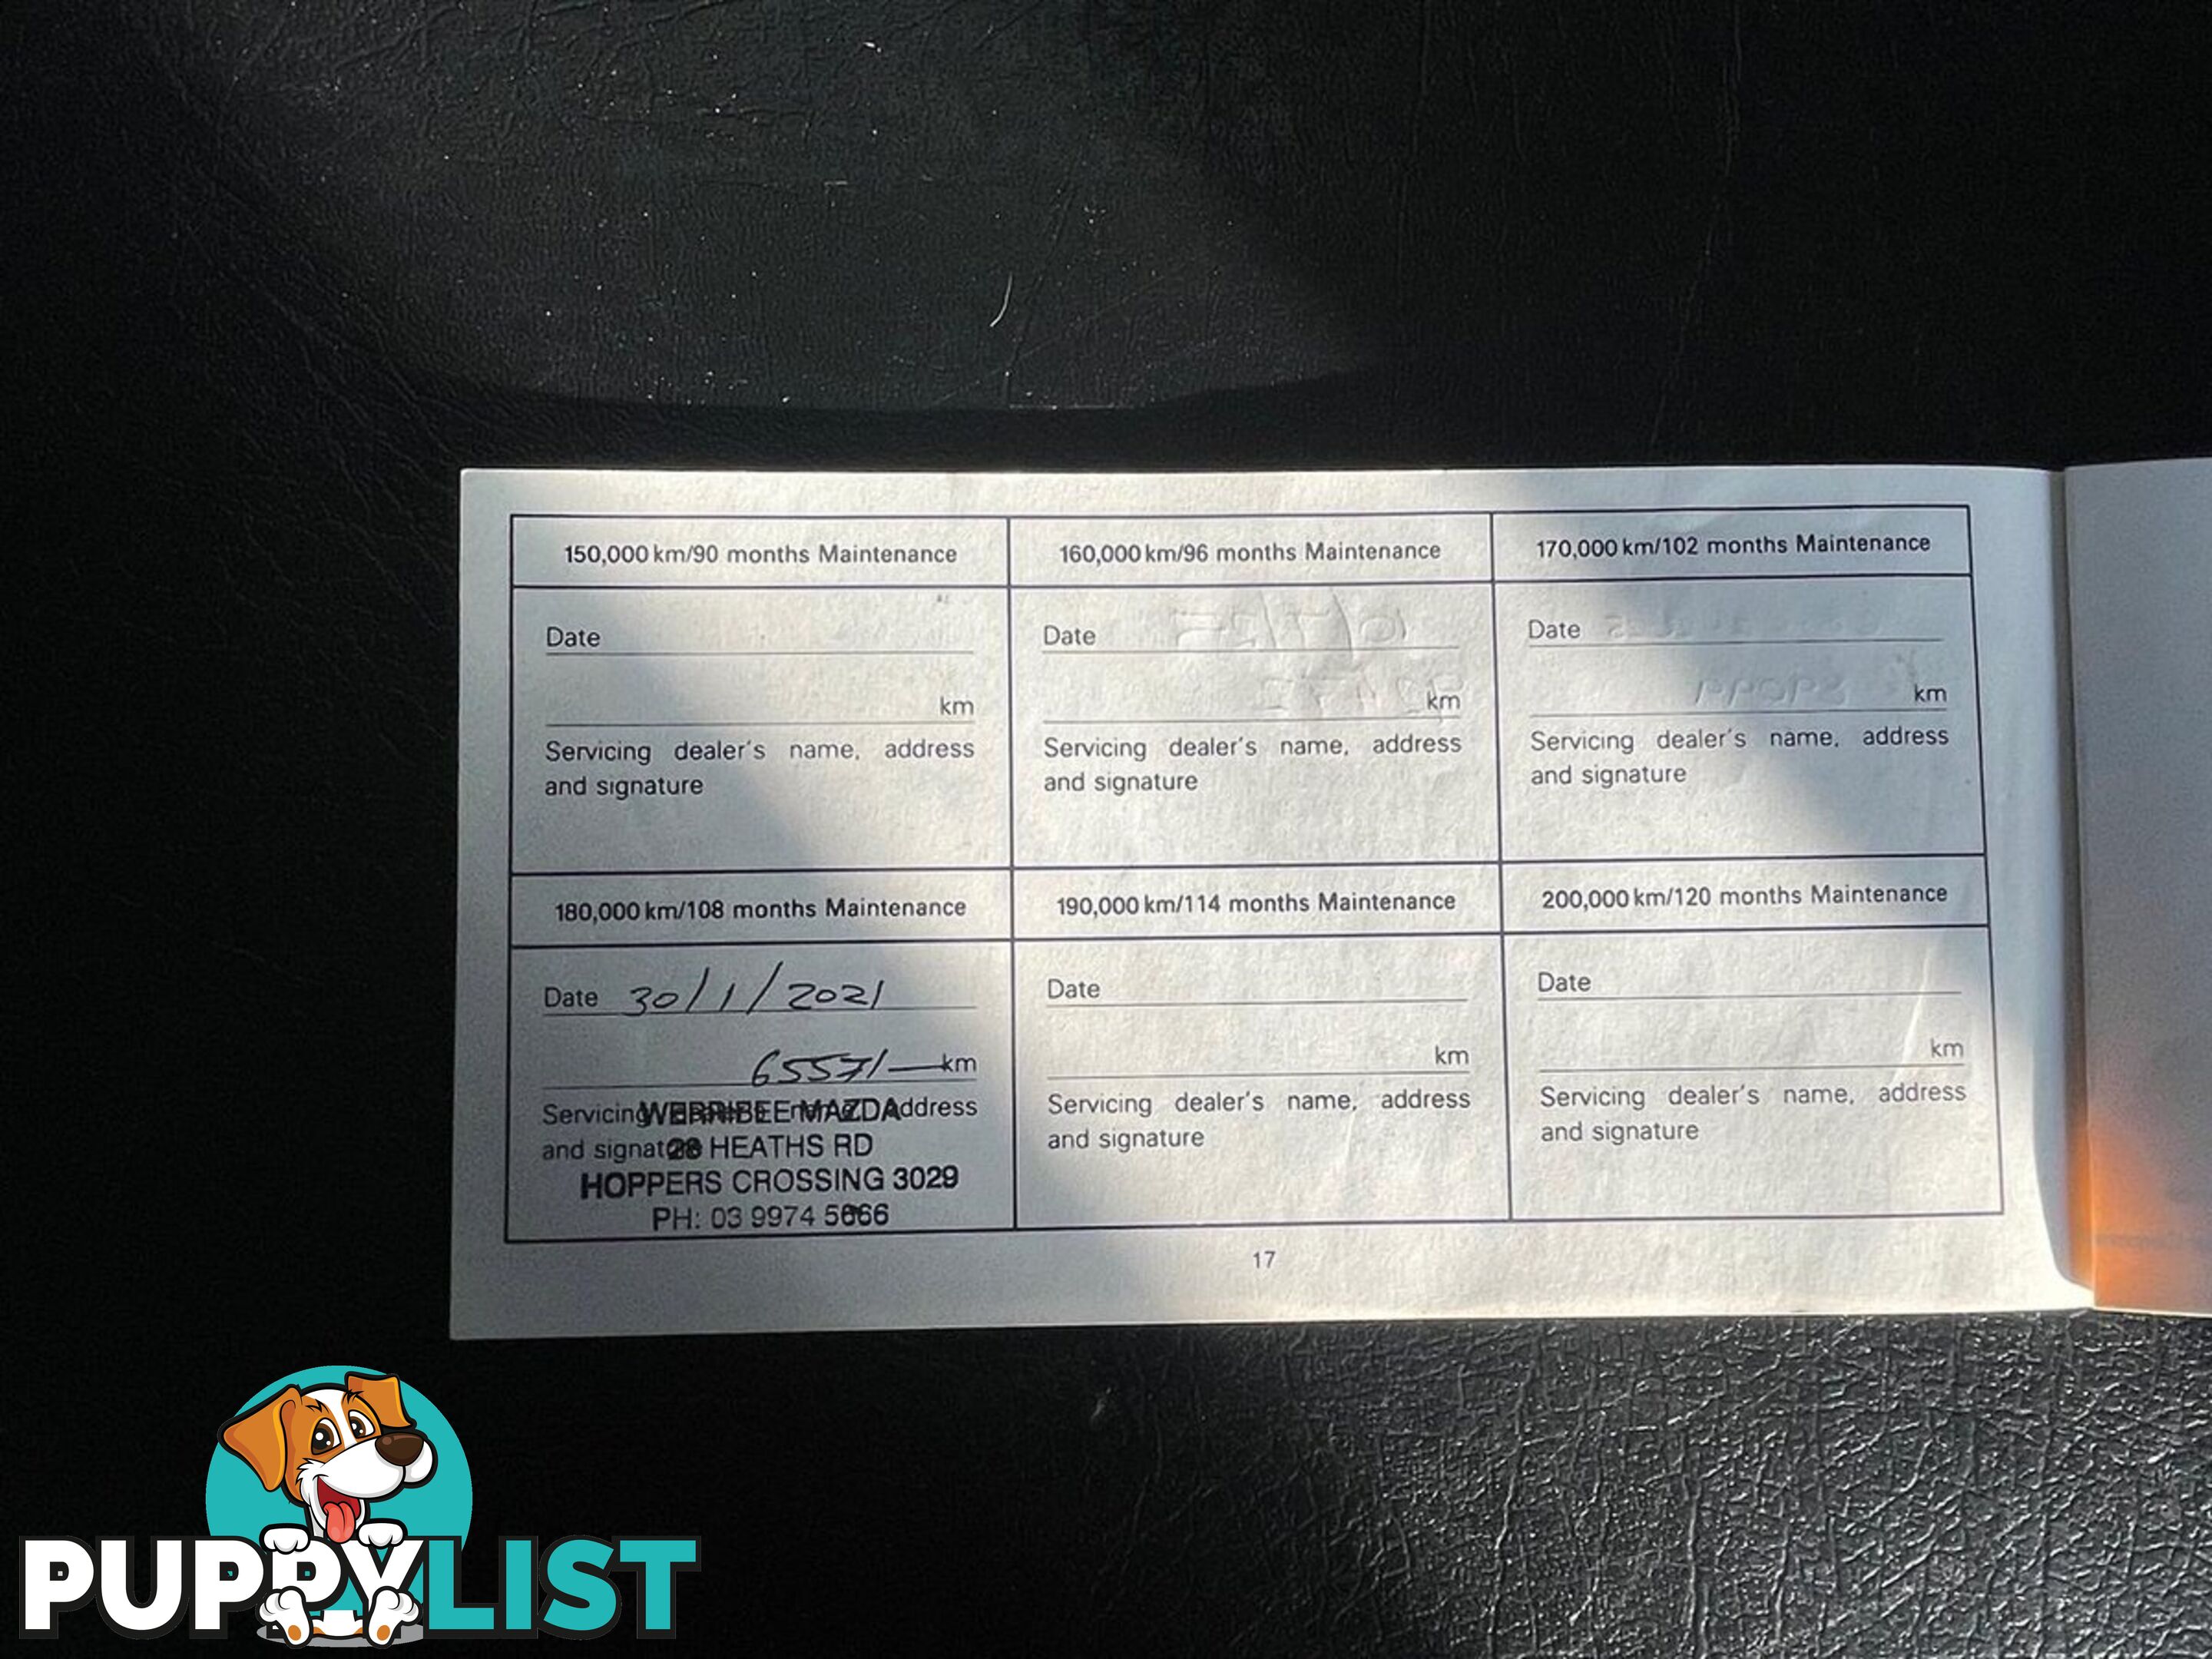 150,000 km/90 months Maintenance
Date
km
Servicing dealer's name, address
and signature
160,000 km/96 months Maintenance
Date
km
Servicing dealer's name, address
and signature
170,000 km/102 months Maintenance
Date
km
Servicing dealer's name, address
and signature
180,000 km/108 months Maintenance
Date 30/1/2021
65571 km
Servicing address
and signat
WERRIBEE MAZDA
28 HEATHS RD
HOPPERS CROSSING 3029
PH: 03 9974 5666
190,000 km/114 months Maintenance
Date
km
Servicing dealer's name, address
and signature
200,000 km/120 months Maintenance
Date
km
Servicing dealer's name, address
and signature
17
PUPPYLIST